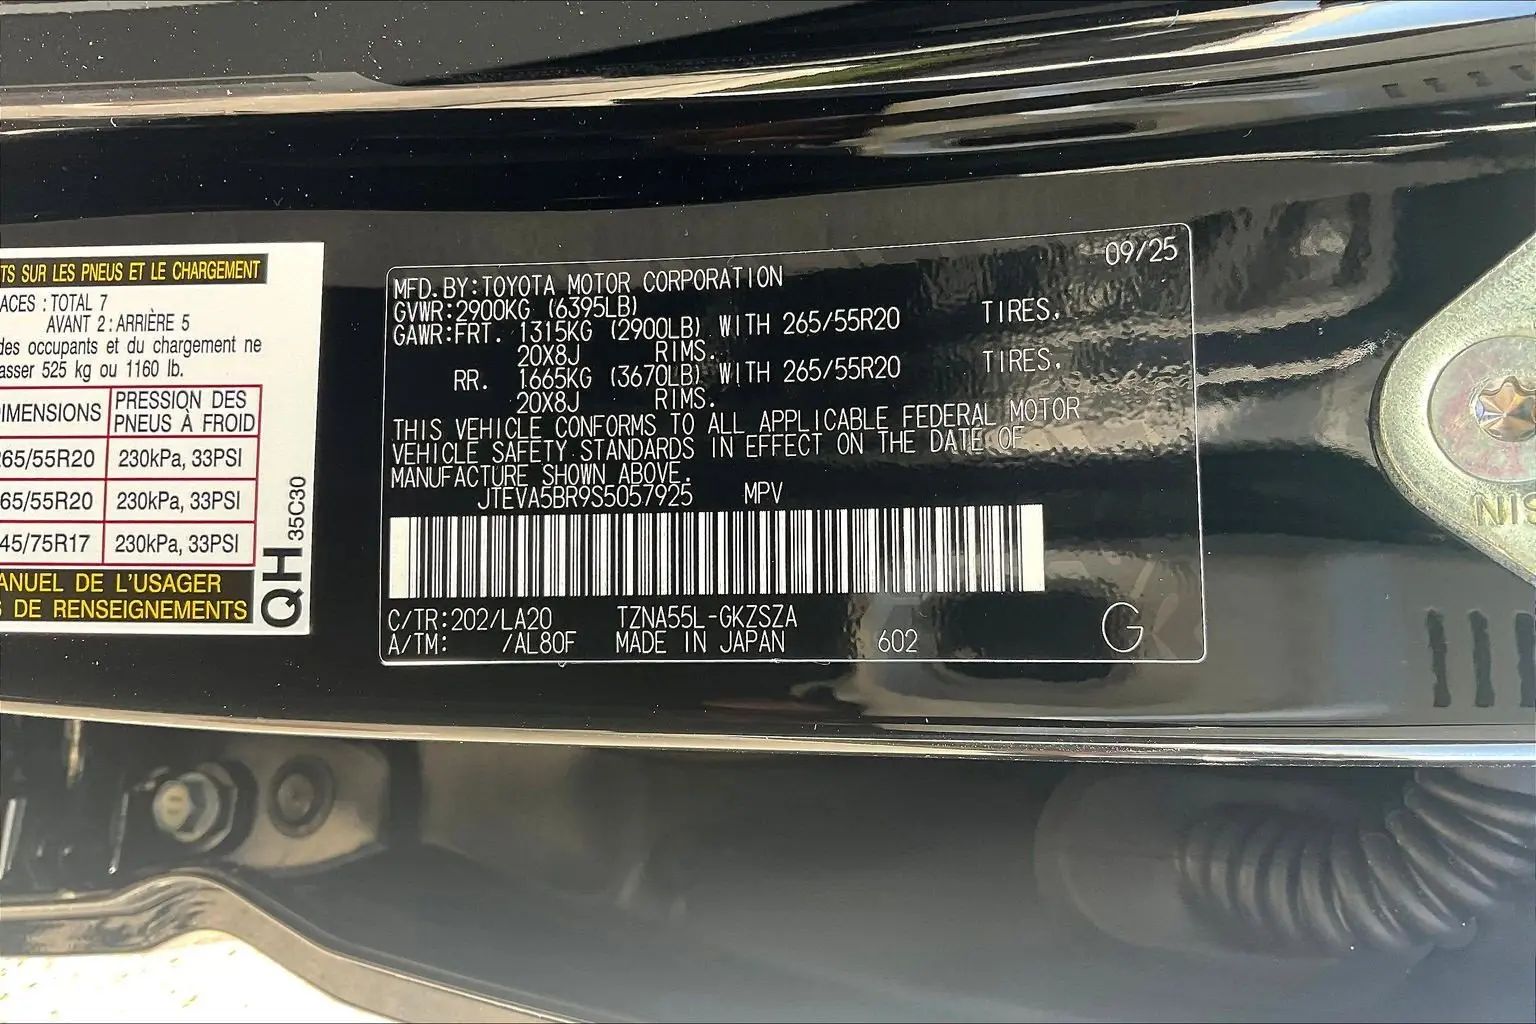 TS SUR LES PNEUS ET LE CHARGEMENT
ACES : TOTAL 7
AVANT 2 : ARRIÈRE 5
des occupants et du chargement ne
asser 525 kg ou 1160 lb.
IMENSIONS PRESSION DES PNEUS À FROID
265/55R20 230kPa, 33PSI
65/55R20 230kPa, 33PSI
45/75R17 230kPa, 33PSI
ANUEL DE L'USAGER
S DE RENSEIGNEMENTS
QH 35C30
09/25
MFD. BY: TOYOTA MOTOR CORPORATION
GVWR: 2900KG (6395LB)
GAWR: FRT. 1315KG (2900LB) WITH 265/55R20 TIRES.
20X8J RIMS.
RR. 1665KG (3670LB) WITH 265/55R20 TIRES.
20X8J RIMS.
THIS VEHICLE CONFORMS TO ALL APPLICABLE FEDERAL MOTOR
VEHICLE SAFETY STANDARDS IN EFFECT ON THE DATE OF
MANUFACTURE SHOWN ABOVE.
JTEVA5BR9S5057925 MPV
C/TR: 202/LA20 TZNA55L-GKZSZA
A/TM: /AL80F MADE IN JAPAN 602 G
NIS